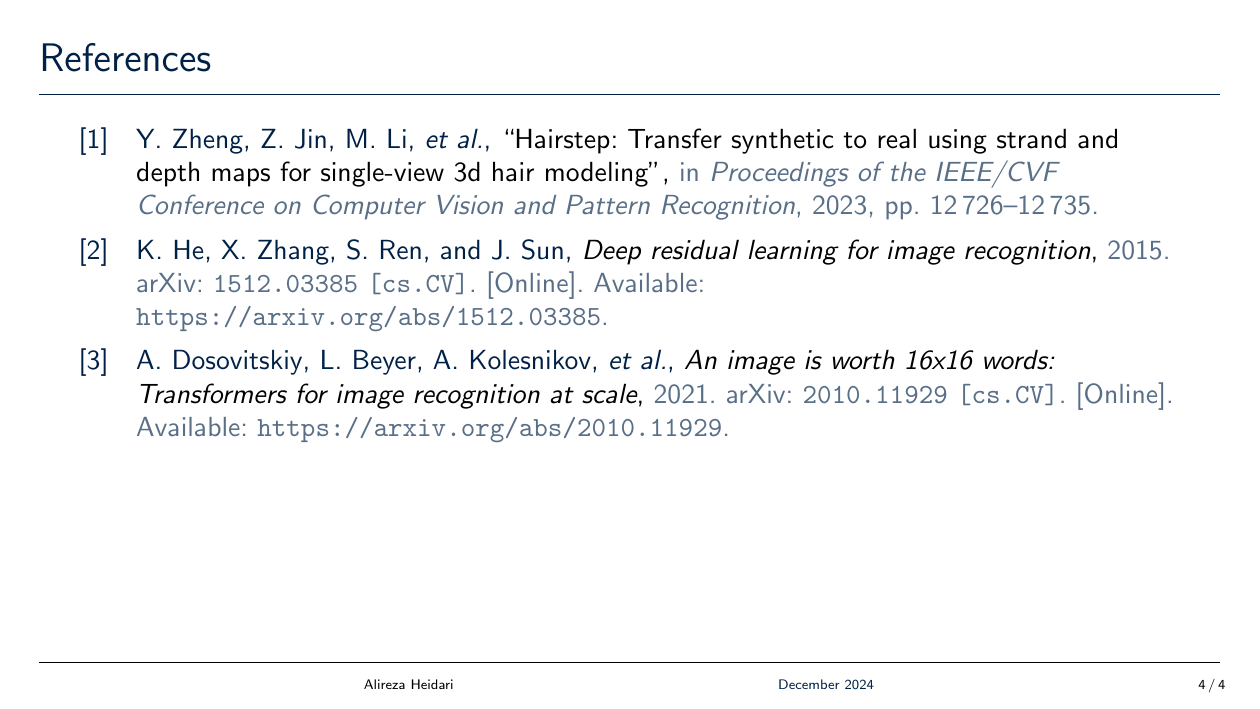 References
[1] Y. Zheng, Z. Jin, M. Li, et al., “Hairstep: Transfer synthetic to real using strand and
depth maps for single-view 3d hair modeling”, in Proceedings of the IEEE/CVF
Conference on Computer Vision and Pattern Recognition, 2023, pp. 12 726–12 735.
[2] K. He, X. Zhang, S. Ren, and J. Sun, Deep residual learning for image recognition, 2015.
arXiv: 1512.03385 [cs.CV]. [Online]. Available:
https://arxiv.org/abs/1512.03385.
[3] A. Dosovitskiy, L. Beyer, A. Kolesnikov, et al., An image is worth 16x16 words:
Transformers for image recognition at scale, 2021. arXiv: 2010.11929 [cs.CV]. [Online].
Available: https://arxiv.org/abs/2010.11929.
Alireza Heidari December 2024 4 / 4